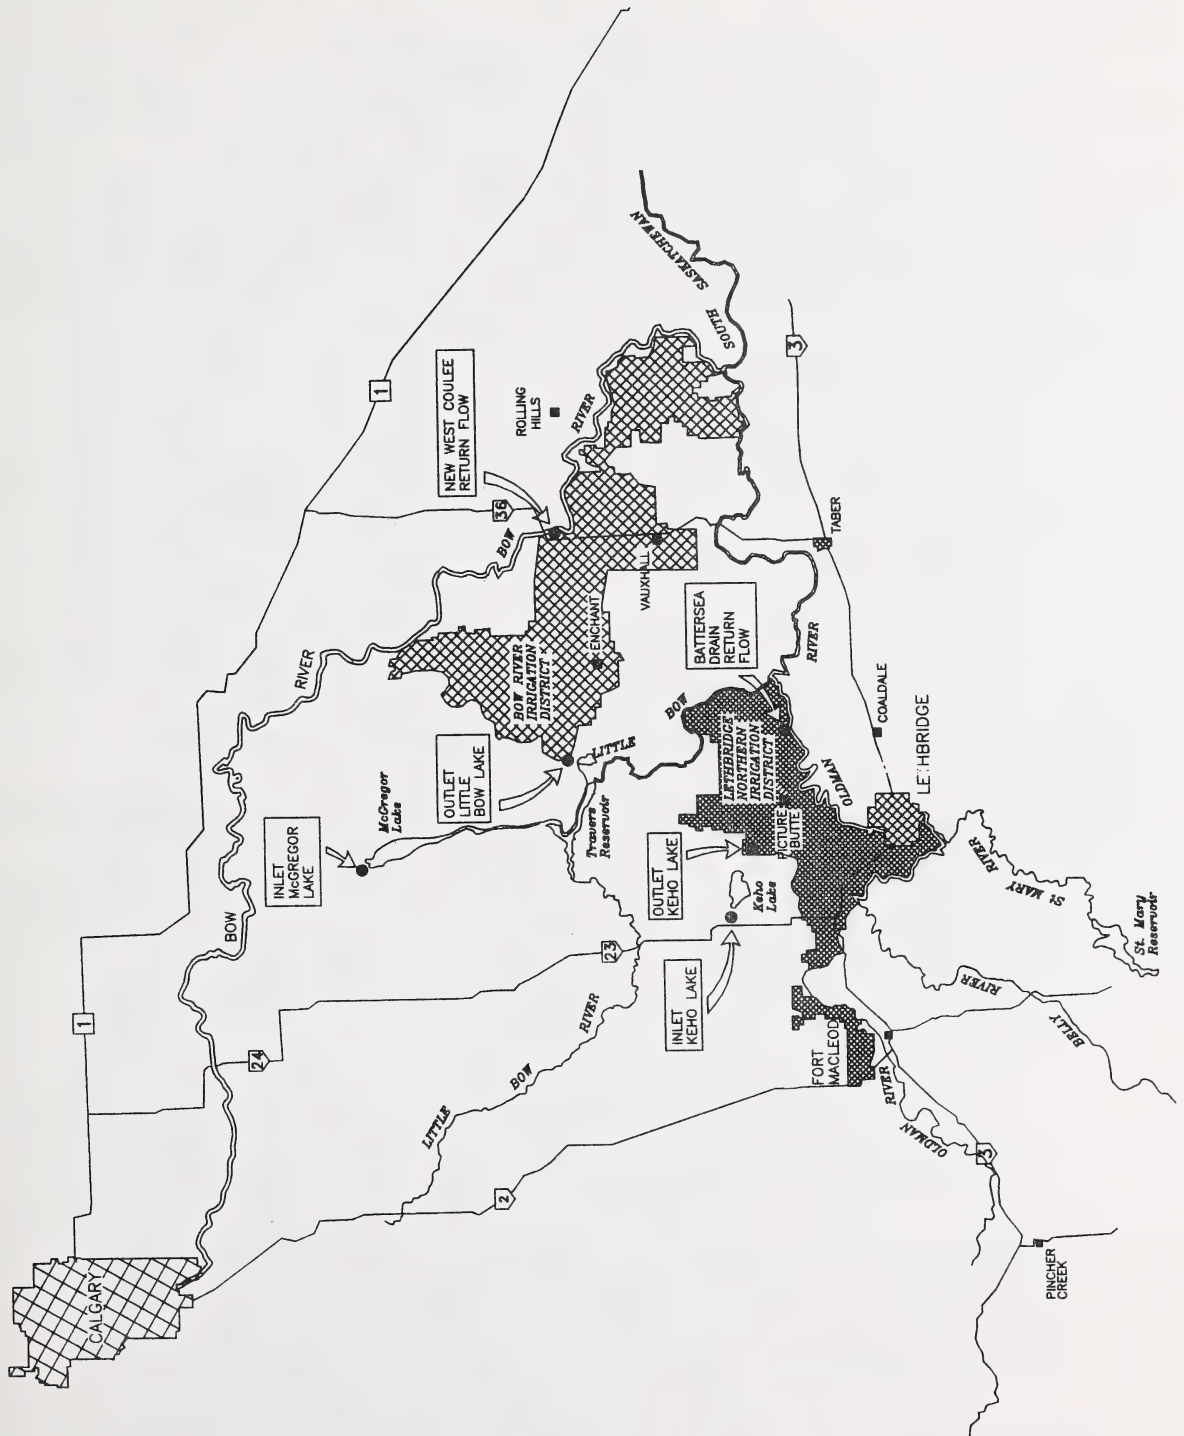 CALGARY
1
24
BOW
RIVER
1
INLET
McGREGOR
LAKE
McGregor
Lake
36
BOW
NEW WEST COULEE
RETURN FLOW
ROLLING
HILLS
RIVER
BOW RIVER
IRRIGATION
DISTRICT
ENCHANT
VAUXHALL
OUTLET
LITTLE
BOW LAKE
LITTLE
BOW
Travers
Reservoir
2
LITTLE
BOW
RIVER
23
INLET
KEHO LAKE
OUTLET
KEHO LAKE
Keho
Lake
BATTERSEA
DRAIN
RETURN
FLOW
LETHBRIDGE
NORTHERN
IRRIGATION
DISTRICT
PICTURE
BUTTE
OLDMAN
RIVER
SOUTH
SASKATCHEWAN
3
TABER
COALDALE
LETHBRIDGE
FORT
MACLEOD
RIVER
OLDMAN
3
PINCHER
CREEK
BELLY
RIVER
St MARY
RIVER
St. Mary
Reservoir